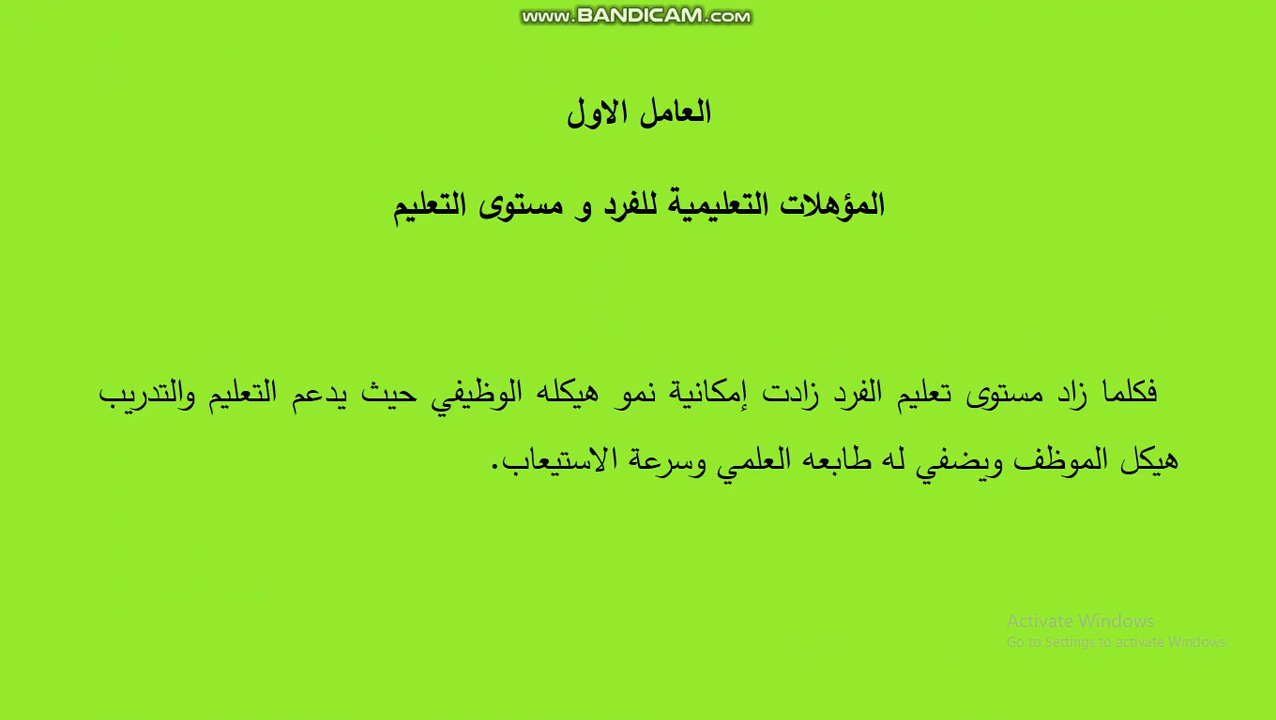 www.BANDICAM.com
العامل الاول
المؤهلات التعليمية للفرد و مستوى التعليم
فكلما زاد مستوى تعليم الفرد زادت إمكانية نمو هيكله الوظيفي حيث يدعم التعليم والتدريب
هيكل الموظف ويضفي له طابعه العلمي وسرعة الاستيعاب.
Activate Windows
Go to Settings to activate Windows.